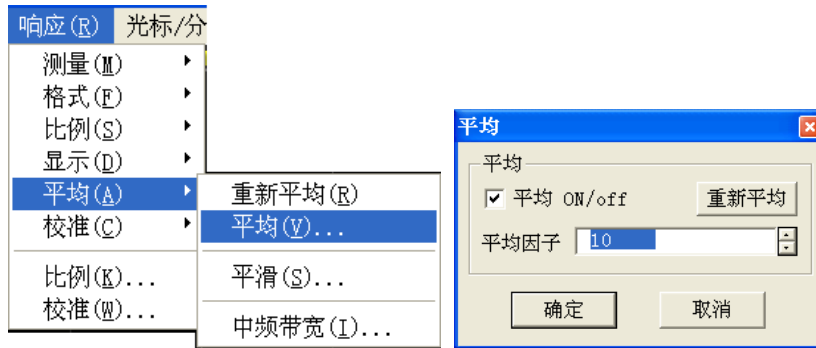 响应(R) 光标/分
测量(M)
格式(F)
比例(S)
显示(D)
平均(A)
校准(C)
比例(K)...
校准(W)...
重新平均(R)
平均(V)...
平滑(S)...
中频带宽(I)...
平均
平均
平均 ON/off 重新平均
平均因子 10
确定 取消